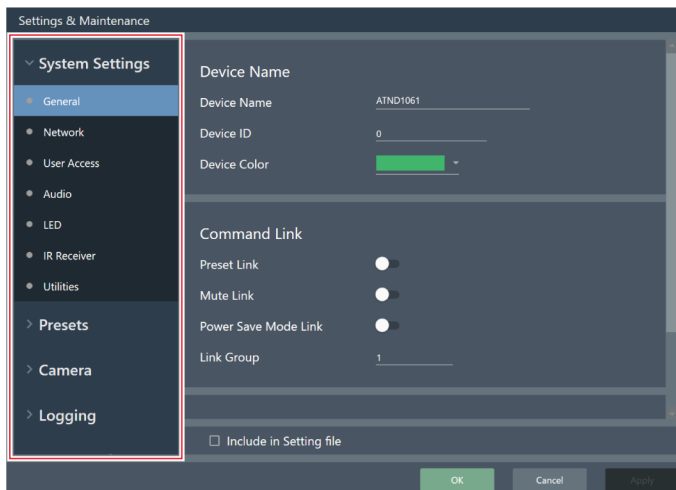 Settings & Maintenance
System Settings
General
Network
User Access
Audio
LED
IR Receiver
Utilities
Presets
Camera
Logging
Device Name
Device Name ATND1061
Device ID 0
Device Color
Command Link
Preset Link
Mute Link
Power Save Mode Link
Link Group 1
Include in Setting file
OK Cancel Apply